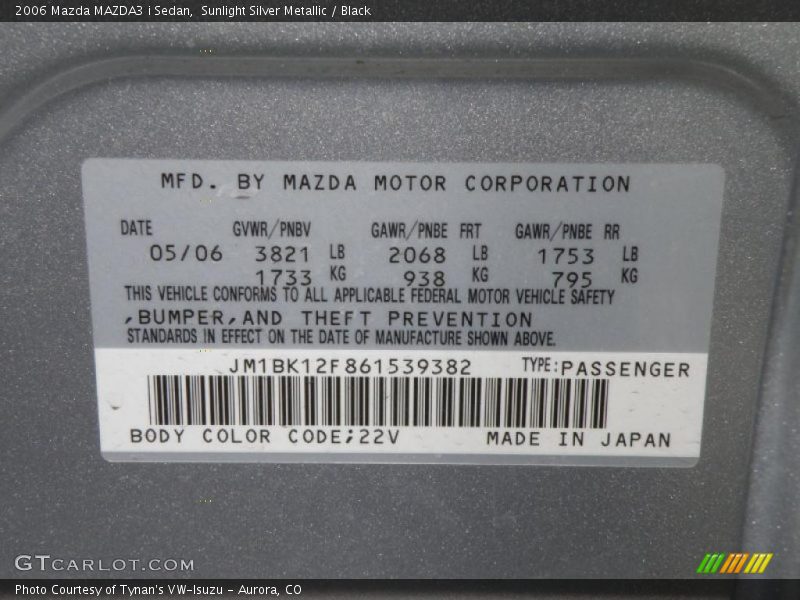 2006 Mazda MAZDA3 i Sedan,  Sunlight Silver Metallic / Black
MFD. BY MAZDA MOTOR CORPORATION
DATE GVWR/PNBV GAWR/PNBE FRT GAWR/PNBE RR
05/06 3821 LB 2068 LB 1753 LB
1733 KG 938 KG 795 KG
THIS VEHICLE CONFORMS TO ALL APPLICABLE FEDERAL MOTOR VEHICLE SAFETY
,BUMPER,AND THEFT PREVENTION
STANDARDS IN EFFECT ON THE DATE OF MANUFACTURE SHOWN ABOVE.
JM1BK12F861539382 TYPE:PASSENGER
BODY COLOR CODE;22V MADE IN JAPAN
GTCARLOT.COM
Photo Courtesy of Tynan's VW-Isuzu - Aurora, CO